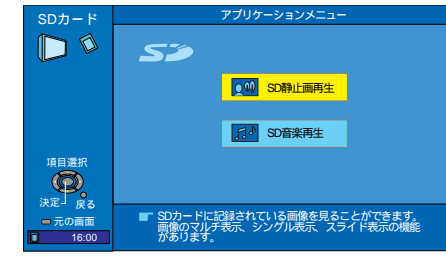 SDカード
アプリケーションメニュー
SD
SD静止画再生
SD音楽再生
項目選択
決定
戻る
元の画面
16:00
SDカードに記録されている画像を見ることができます。
画像のマルチ表示、シングル表示、スライド表示の機能
があります。